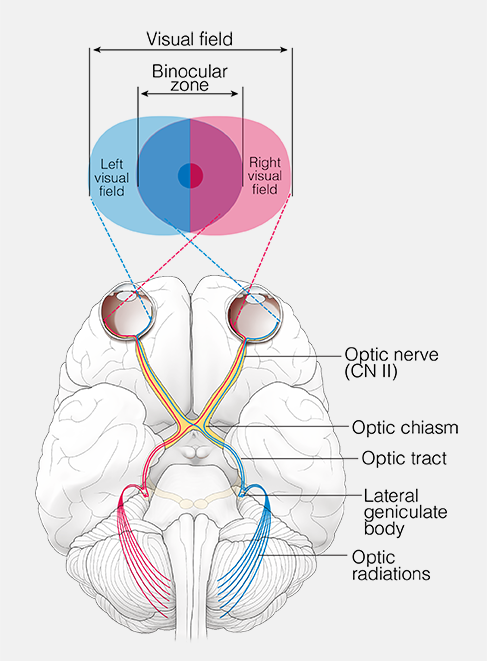 Visual field
Binocular
zone
Left
visual
field
Right
visual
field
Optic nerve
(CN II)
Optic chiasm
Optic tract
Lateral
geniculate
body
Optic
radiations